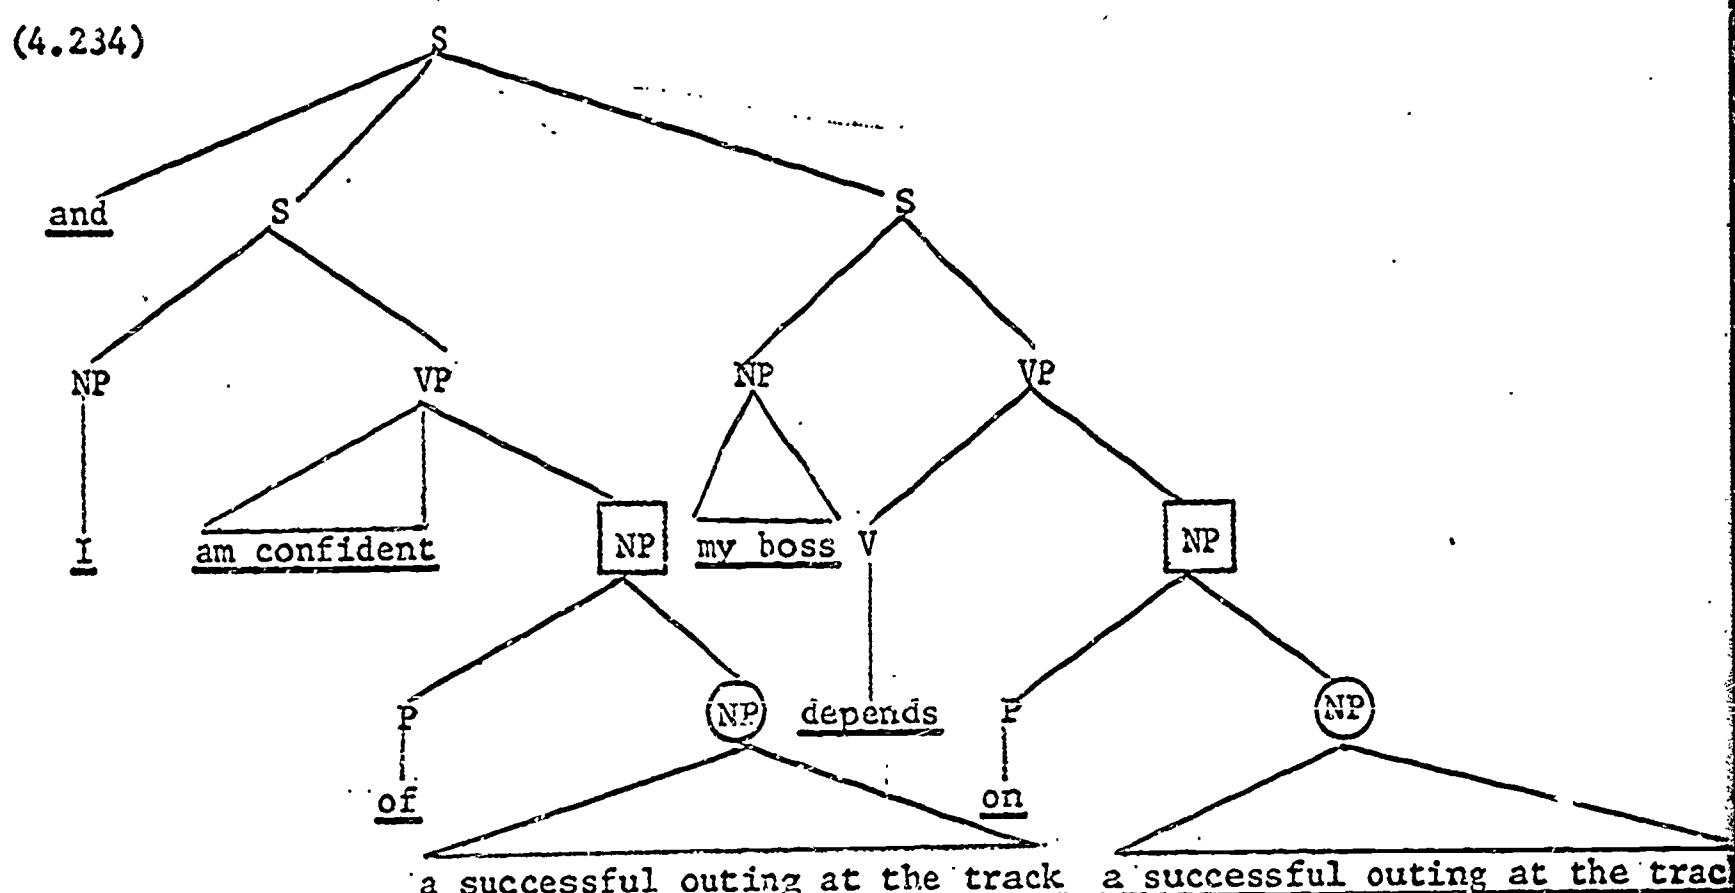 (4.234)
S
and S S
NP VP NP VP
I am confident NP my boss V NP
P NP depends P NP
of on
a successful outing at the track a successful outing at the trac